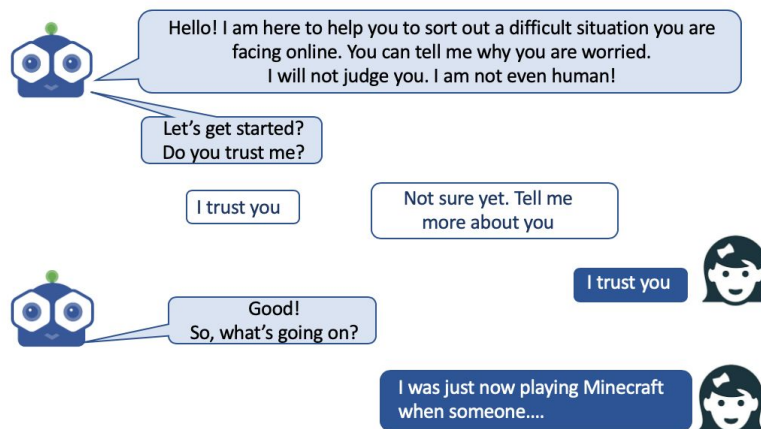 Hello! I am here to help you to sort out a difficult situation you are
facing online. You can tell me why you are worried.
I will not judge you. I am not even human!
Let's get started?
Do you trust me?
I trust you
Not sure yet. Tell me
more about you
I trust you
Good!
So, what's going on?
I was just now playing Minecraft
when someone....